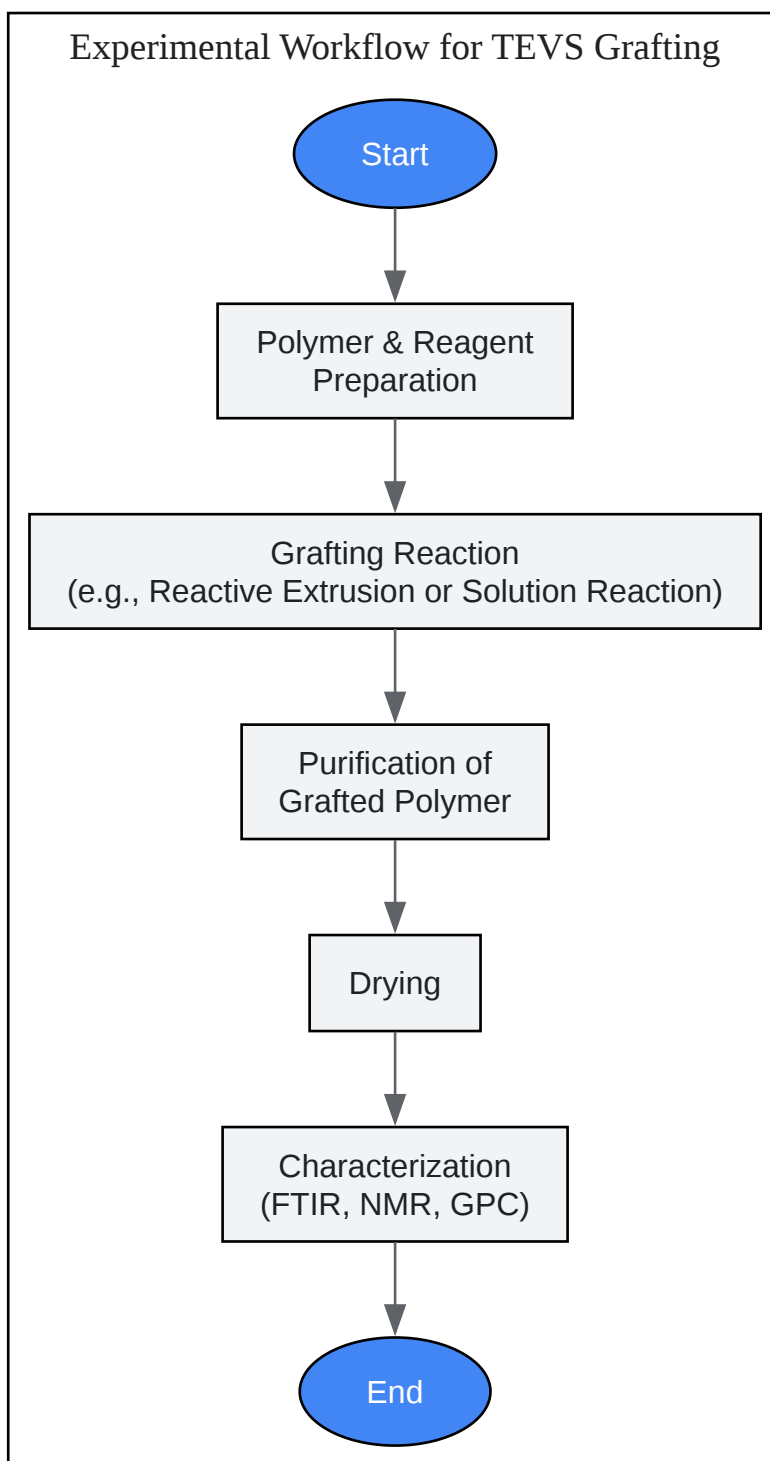 Experimental Workflow for TEVS Grafting
Start
Polymer & Reagent
Preparation
Grafting Reaction
(e.g., Reactive Extrusion or Solution Reaction)
Purification of
Grafted Polymer
Drying
Characterization
(FTIR, NMR, GPC)
End